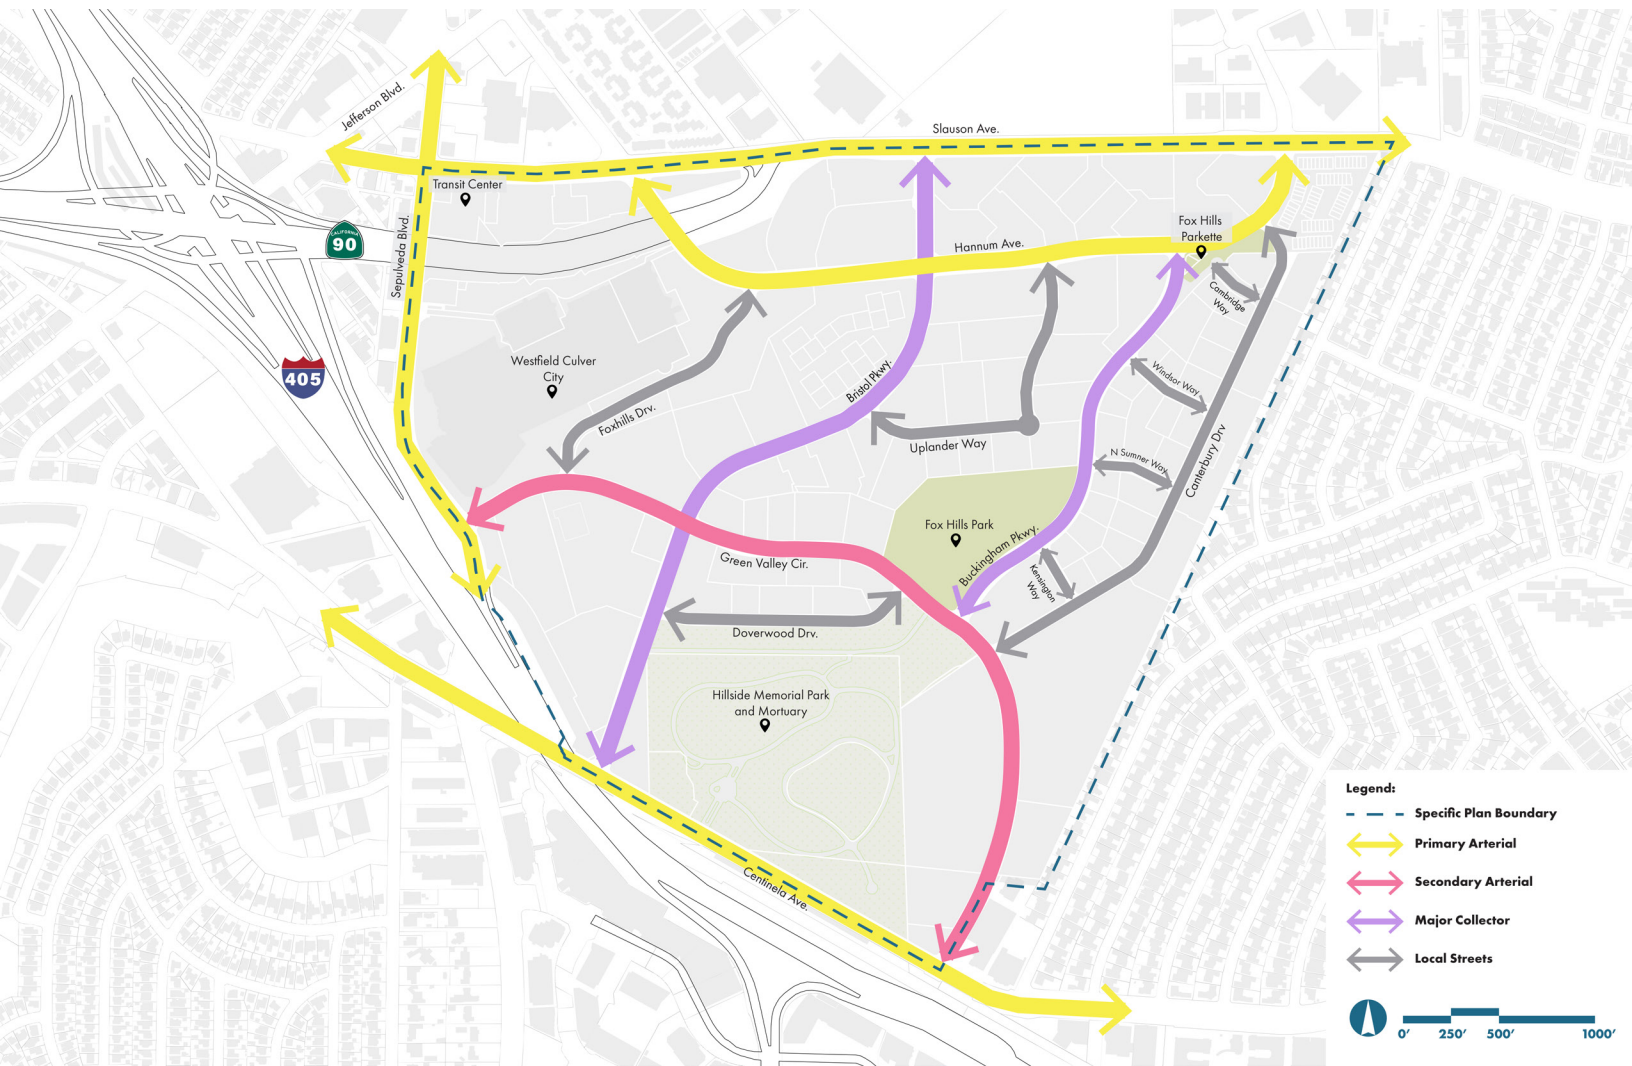 Jefferson Blvd.
Slauson Ave.
Transit Center
Sepulveda Blvd.
CALIFORNIA
90
Hannum Ave.
Fox Hills
Parkette
Cambridge
Way
405
Westfield Culver
City
Foxhills Drv.
Bristol Pkwy.
Windsor Way
Uplander Way
N Sumner Way
Canterbury Drv
Fox Hills Park
Buckingham Pkwy.
Green Valley Cir.
Kensington
Way
Doverwood Drv.
Hillside Memorial Park
and Mortuary
Centinela Ave.
Legend:
Specific Plan Boundary
Primary Arterial
Secondary Arterial
Major Collector
Local Streets
0' 250' 500' 1000'